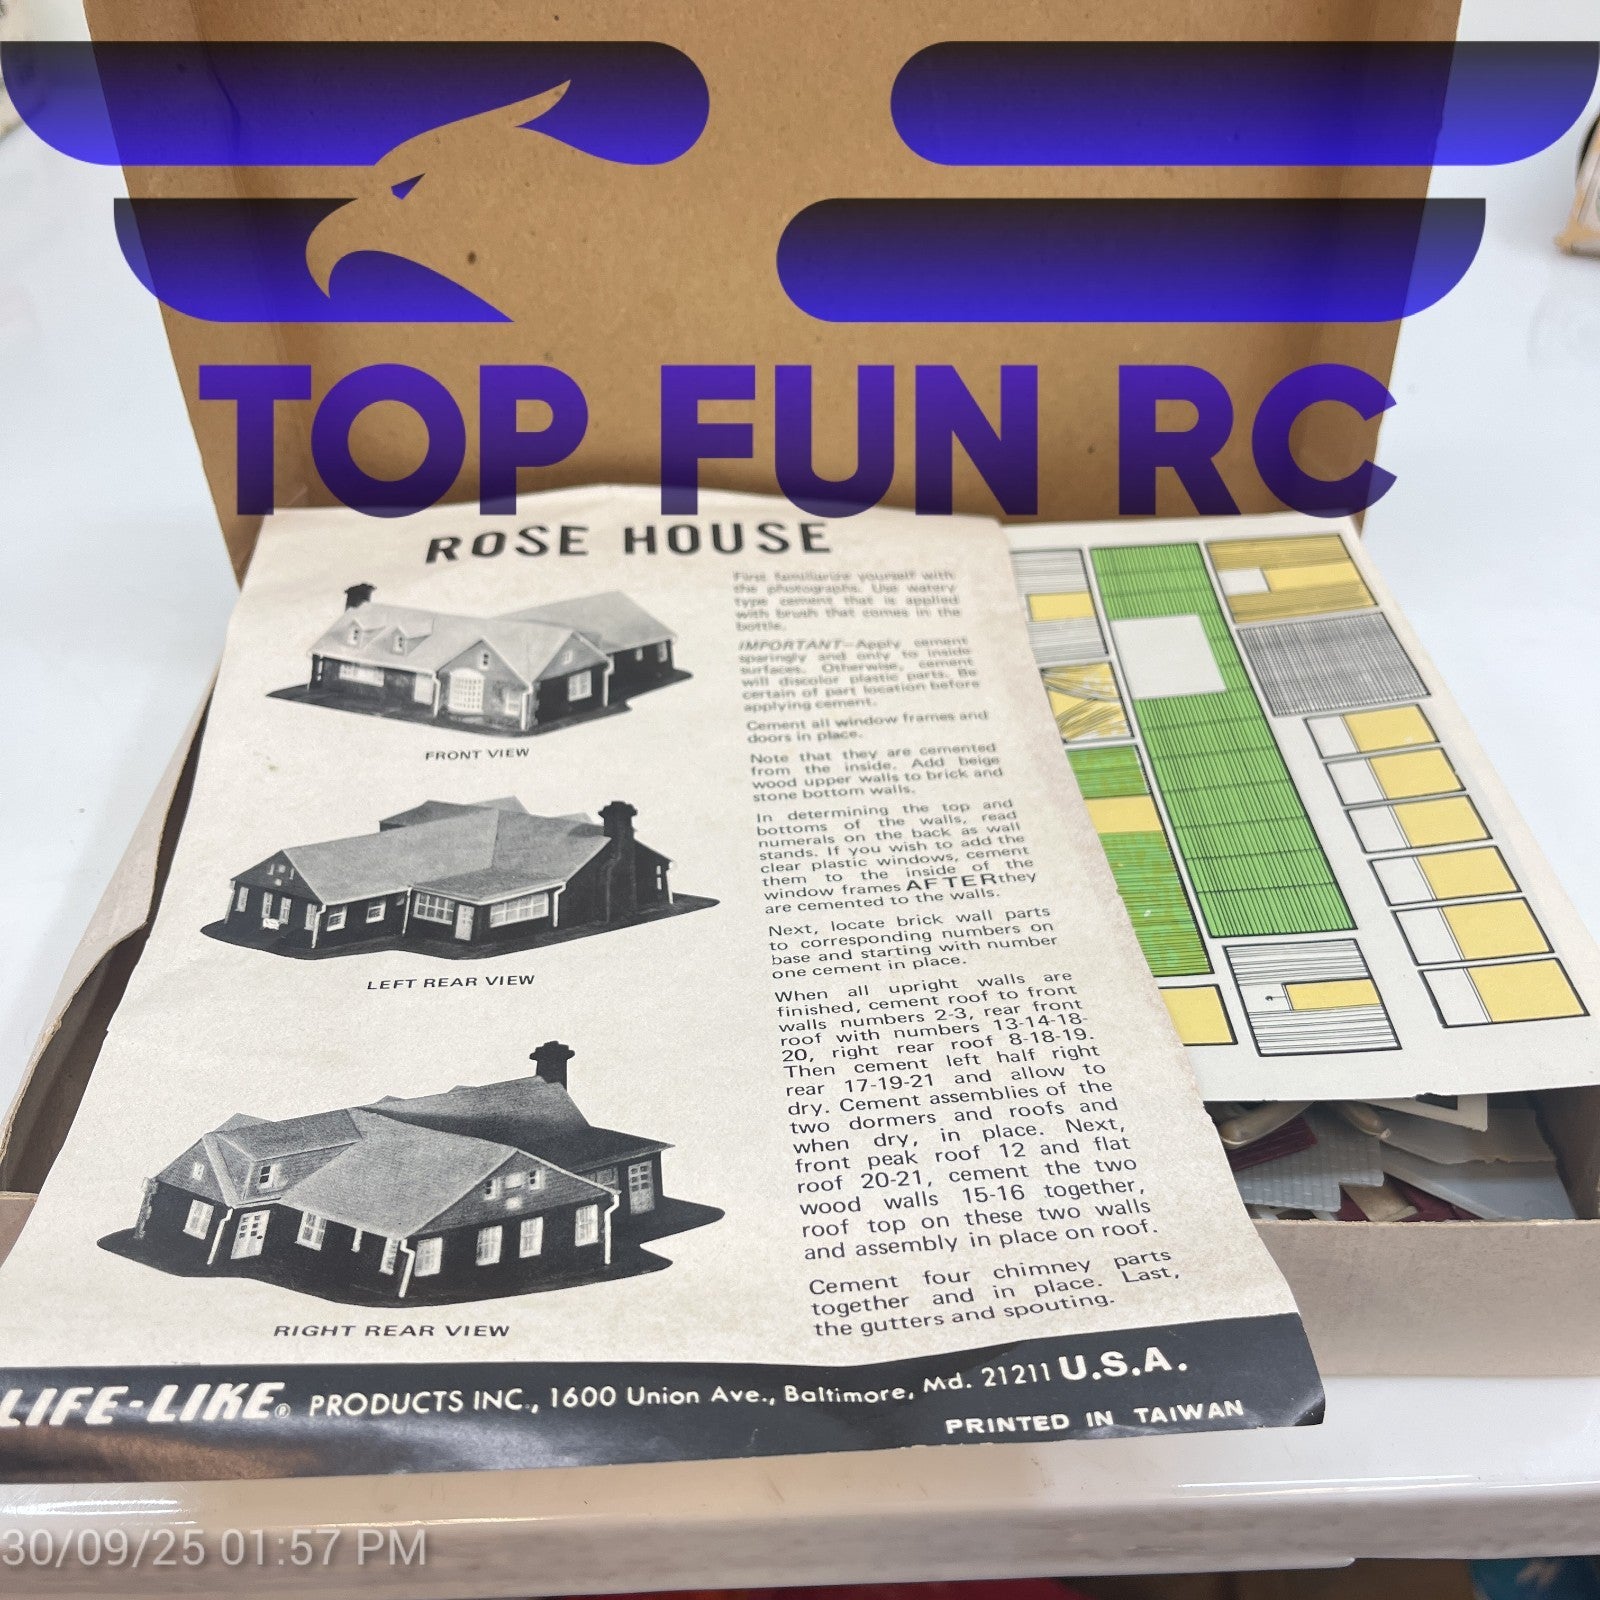 TOP FUN RC
ROSE HOUSE
FRONT VIEW
LEFT REAR VIEW
RIGHT REAR VIEW
First familiarize yourself with
the photographs. Use watery
type cement that is applied
with brush that comes in the
bottle.
IMPORTANT—Apply cement
sparingly and only to inside
surfaces. Otherwise, cement
will discolor plastic parts. Be
certain of part location before
applying cement.
Cement all window frames and
doors in place.
Note that they are cemented
from the inside. Add beige
wood upper walls to brick and
stone bottom walls.
In determining the top and
bottoms of the walls, read
numerals on the back as wall
stands. If you wish to add the
clear plastic windows, cement
them to the inside of the
window frames AFTER they
are cemented to the walls.
Next, locate brick wall parts
to corresponding numbers on
base and starting with number
one cement in place.
When all upright walls are
finished, cement roof to front
walls numbers 2-3, rear front
roof with numbers 13-14-18-
20, right rear roof 8-18-19.
Then cement left half right
rear 17-19-21 and allow to
dry. Cement assemblies of the
two dormers and roofs and
when dry, in place. Next,
front peak roof 12 and flat
roof 20-21, cement the two
wood walls 15-16 together,
roof top on these two walls
and assembly in place on roof.
Cement four chimney parts
together and in place. Last,
the gutters and spouting.
LIFE-LIKE® PRODUCTS INC., 1600 Union Ave., Baltimore, Md. 21211 U.S.A.
PRINTED IN TAIWAN
30/09/25 01:57 PM